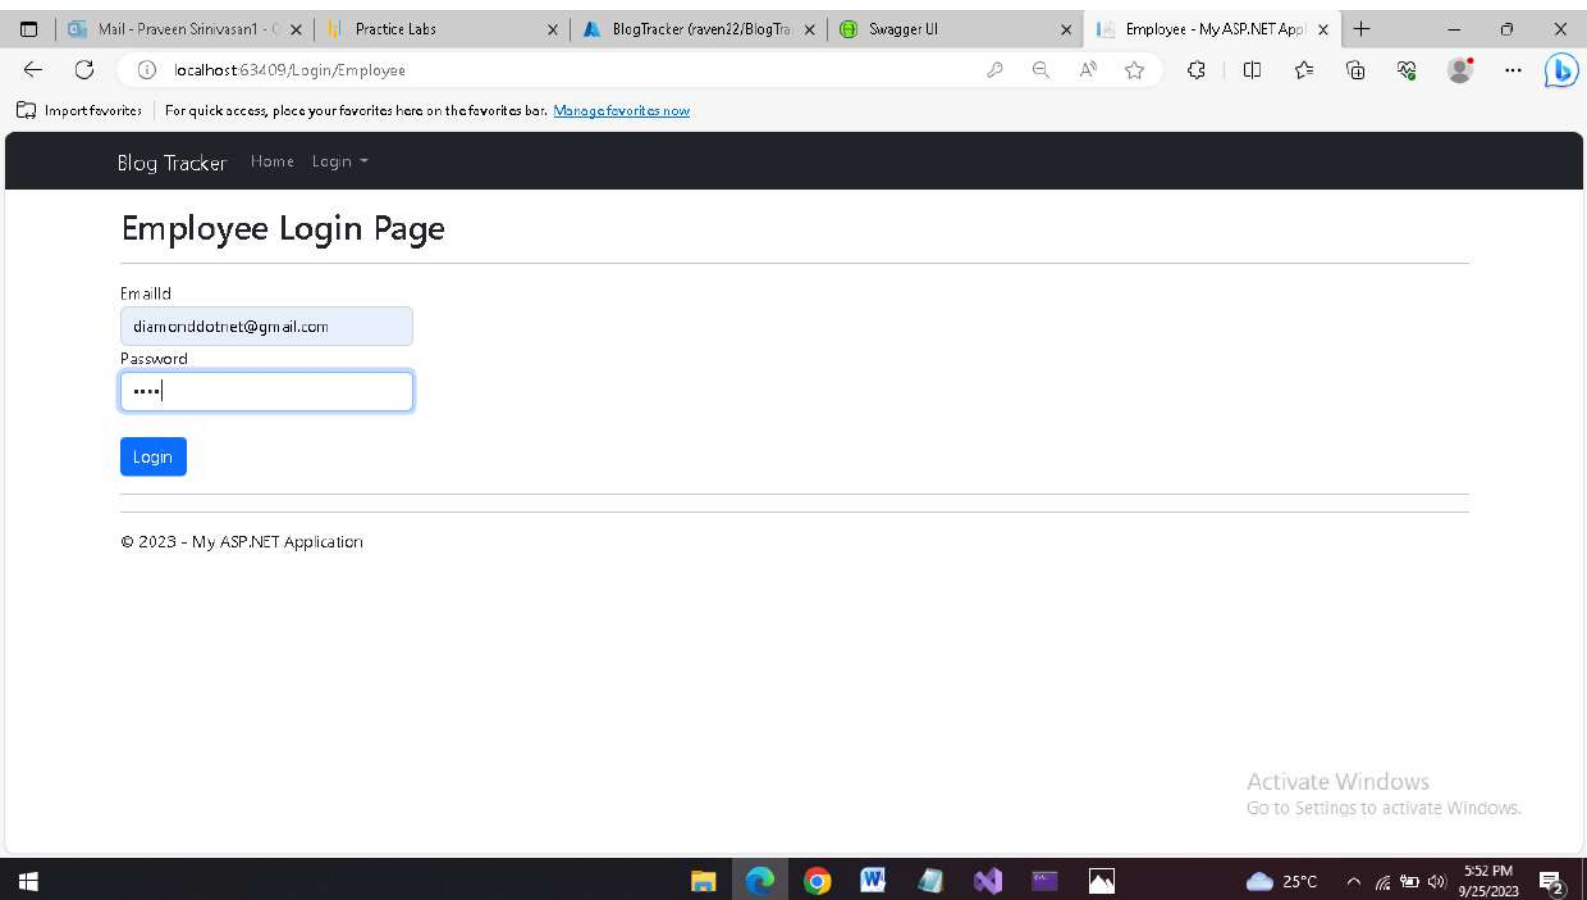 Mail - Praveen Srinivasan1 - O
Practice Labs
BlogTracker (raven22/BlogTra
Swagger UI
Employee - My ASP.NET Appl
localhost:63409/Login/Employee
Import favorites
For quick access, place your favorites here on the favorites bar. Manage favorites now
Blog Tracker Home Login
Employee Login Page
EmailId
diamonddotnet@gmail.com
Password
••••
Login
© 2023 - My ASP.NET Application
Activate Windows
Go to Settings to activate Windows.
25°C
5:52 PM
9/25/2023
2